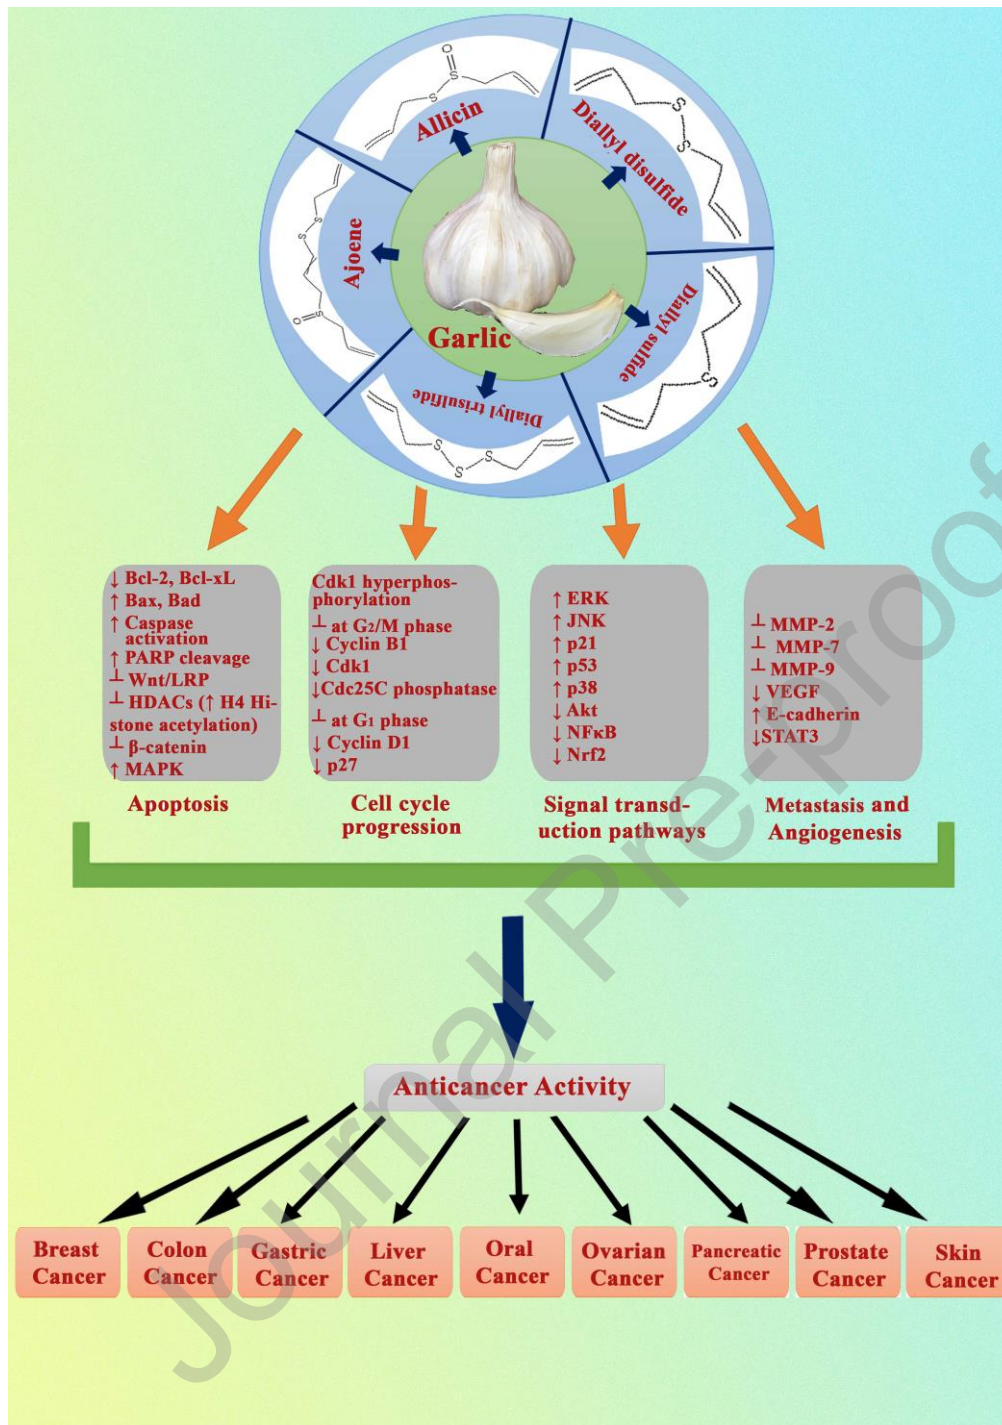 Allicin
Diallyl disulfide
Ajoene
Garlic
Diallyl sulfide
Diallyl trisulfide
O
S
S
S
S
S
S
S
O
S
S
S
S
↓ Bcl-2, Bcl-xL
↑ Bax, Bad
↑ Caspase
activation
↑ PARP cleavage
┴ Wnt/LRP
┴ HDACs (↑ H4 Hi-
stone acetylation)
┴ β-catenin
↑ MAPK
Apoptosis
Cdk1 hyperphos-
phorylation
┴ at G2/M phase
↓ Cyclin B1
↓ Cdk1
↓Cdc25C phosphatase
┴ at G1 phase
↓ Cyclin D1
↓ p27
Cell cycle
progression
↑ ERK
↑ JNK
↑ p21
↑ p53
↑ p38
↓ Akt
↓ NFκB
↓ Nrf2
Signal transd-
uction pathways
┴ MMP-2
┴ MMP-7
┴ MMP-9
↓ VEGF
↑ E-cadherin
↓STAT3
Metastasis and
Angiogenesis
Anticancer Activity
Breast
Cancer
Colon
Cancer
Gastric
Cancer
Liver
Cancer
Oral
Cancer
Ovarian
Cancer
Pancreatic
Cancer
Prostate
Cancer
Skin
Cancer
Journal Pre-proof